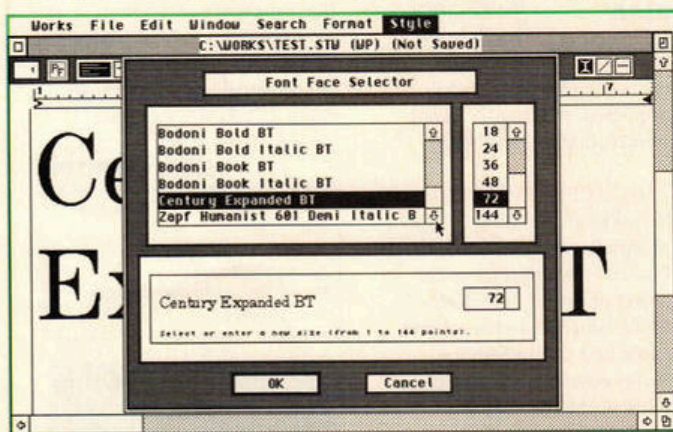 Works File Edit Window Search Format Style
C:\WORKS\TEST.STW (WP) (Not Saved)
Font Face Selector
Bodoni Bold BT
Bodoni Bold Italic BT
Bodoni Book BT
Bodoni Book Italic BT
Century Expanded BT
Zapf Humanist 601 Demi Italic B
18
24
36
48
72
144
Ce
Ex
T
Century Expanded BT
72
Select or enter a new size (from 1 to 144 points).
OK
Cancel